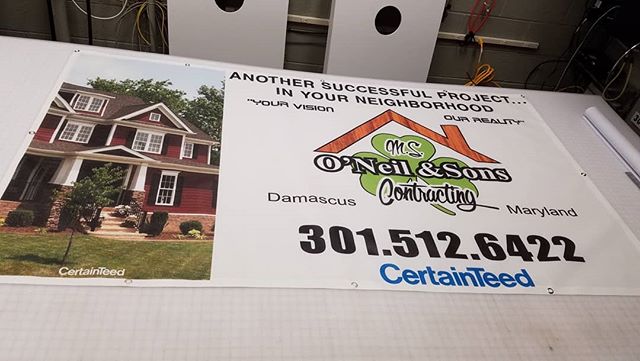 ANOTHER SUCCESSFUL PROJECT...
IN YOUR NEIGHBORHOOD
"YOUR VISION OUR REALITY"
M.S.
O'Neil & Sons
Contracting
Damascus Maryland
301.512.6422
CertainTeed
CertainTeed